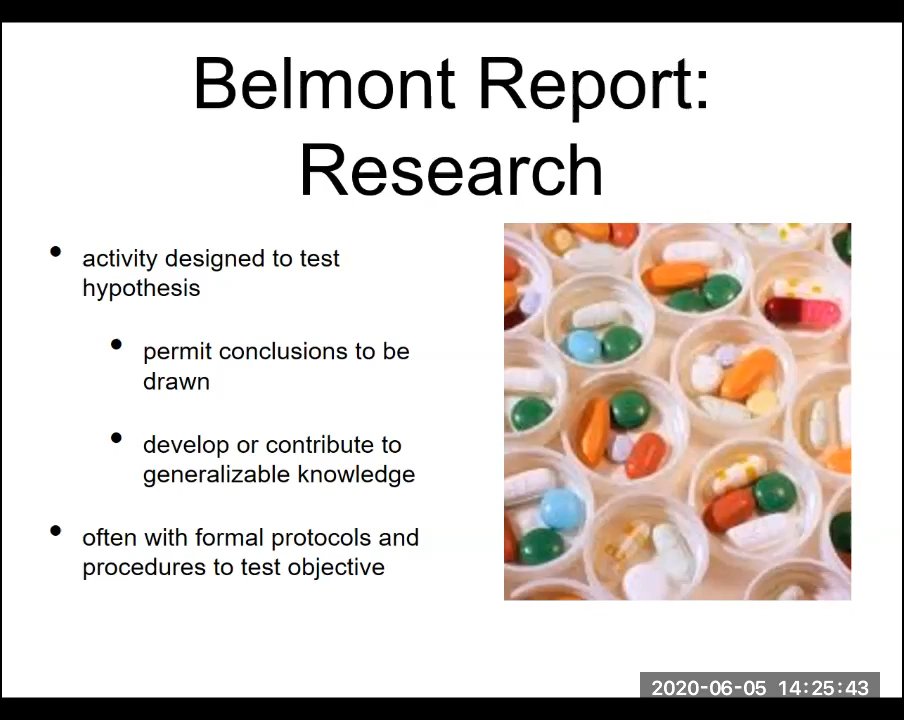 Belmont Report:
Research
• activity designed to test
hypothesis
• permit conclusions to be
drawn
• develop or contribute to
generalizable knowledge
• often with formal protocols and
procedures to test objective
2020-06-05 14:25:43